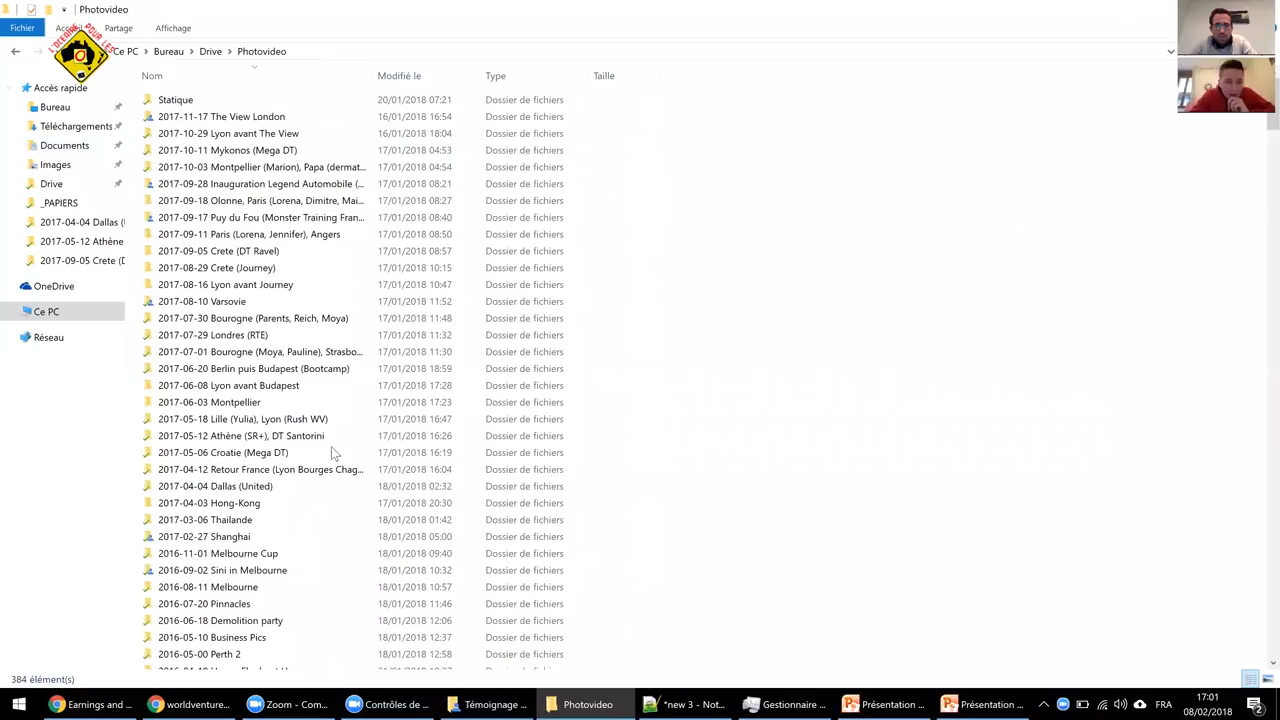 Photovideo
Fichier Partage Affichage
L'OCEANIE POUR LES
Ce PC Bureau Drive Photovideo
Nom Modifié le Type Taille
Accès rapide
Bureau
Téléchargements
Documents
Images
Drive
_PAPIERS
2017-04-04 Dallas (
2017-05-12 Athène
2017-09-05 Crete (D
OneDrive
Ce PC
Réseau
Statique 20/01/2018 07:21 Dossier de fichiers
2017-11-17 The View London 16/01/2018 16:54 Dossier de fichiers
2017-10-29 Lyon avant The View 16/01/2018 18:04 Dossier de fichiers
2017-10-11 Mykonos (Mega DT) 17/01/2018 04:53 Dossier de fichiers
2017-10-03 Montpellier (Marion), Papa (dermat... 17/01/2018 04:54 Dossier de fichiers
2017-09-28 Inauguration Legend Automobile (... 17/01/2018 08:21 Dossier de fichiers
2017-09-18 Olonne, Paris (Lorena, Dimitre, Mai... 17/01/2018 08:27 Dossier de fichiers
2017-09-17 Puy du Fou (Monster Training Fran... 17/01/2018 08:40 Dossier de fichiers
2017-09-11 Paris (Lorena, Jennifer), Angers 17/01/2018 08:50 Dossier de fichiers
2017-09-05 Crete (DT Ravel) 17/01/2018 08:57 Dossier de fichiers
2017-08-29 Crete (Journey) 17/01/2018 10:15 Dossier de fichiers
2017-08-16 Lyon avant Journey 17/01/2018 10:47 Dossier de fichiers
2017-08-10 Varsovie 17/01/2018 11:52 Dossier de fichiers
2017-07-30 Bourogne (Parents, Reich, Moya) 17/01/2018 11:48 Dossier de fichiers
2017-07-29 Londres (RTE) 17/01/2018 11:32 Dossier de fichiers
2017-07-01 Bourogne (Moya, Pauline), Strasbo... 17/01/2018 11:30 Dossier de fichiers
2017-06-20 Berlin puis Budapest (Bootcamp) 17/01/2018 18:59 Dossier de fichiers
2017-06-08 Lyon avant Budapest 17/01/2018 17:28 Dossier de fichiers
2017-06-03 Montpellier 17/01/2018 17:23 Dossier de fichiers
2017-05-18 Lille (Yulia), Lyon (Rush WV) 17/01/2018 16:47 Dossier de fichiers
2017-05-12 Athène (SR+), DT Santorini 17/01/2018 16:26 Dossier de fichiers
2017-05-06 Croatie (Mega DT) 17/01/2018 16:19 Dossier de fichiers
2017-04-12 Retour France (Lyon Bourges Chag... 17/01/2018 16:04 Dossier de fichiers
2017-04-04 Dallas (United) 18/01/2018 02:32 Dossier de fichiers
2017-04-03 Hong-Kong 17/01/2018 20:30 Dossier de fichiers
2017-03-06 Thailande 18/01/2018 01:42 Dossier de fichiers
2017-02-27 Shanghai 18/01/2018 05:00 Dossier de fichiers
2016-11-01 Melbourne Cup 18/01/2018 09:40 Dossier de fichiers
2016-09-02 Sini in Melbourne 18/01/2018 10:32 Dossier de fichiers
2016-08-11 Melbourne 18/01/2018 10:57 Dossier de fichiers
2016-07-20 Pinnacles 18/01/2018 11:46 Dossier de fichiers
2016-06-18 Demolition party 18/01/2018 12:06 Dossier de fichiers
2016-05-10 Business Pics 18/01/2018 12:37 Dossier de fichiers
2016-05-00 Perth 2 18/01/2018 12:58 Dossier de fichiers
384 élément(s)
Earnings and ... worldventure... Zoom - Com... Contrôles de ... Témoignage ... Photovideo *new 3 - Not... Gestionnaire ... Présentation ... Présentation ... FRA 17:01
08/02/2018 2